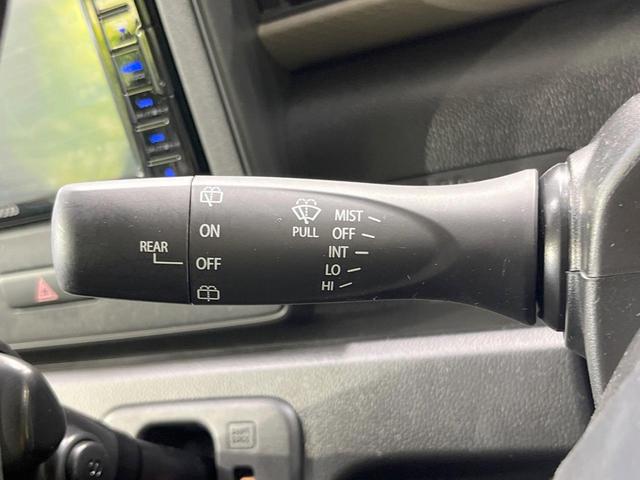 MIST
OFF
INT
LO
HI
PULL
ON
REAR
OFF